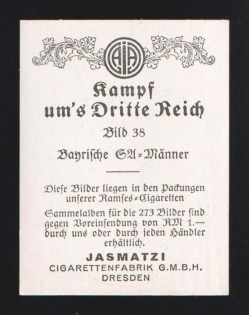 AJA
Kampf
um's Dritte Reich
Bild 38
Bayrische SA-Männer
Diese Bilder liegen in den Packungen
unserer Ramses-Cigaretten
Sammelalben für die 273 Bilder sind
gegen Voreinsendung von RM 1.—
durch uns oder durch jeden Händler
erhältlich.
JASMATZI
CIGARETTENFABRIK G.M.B.H.
DRESDEN